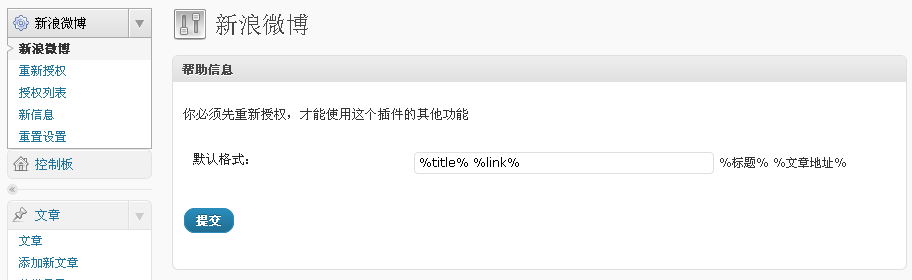 新浪微博
新浪微博
重新授权
授权列表
新信息
重置设置
控制板
文章
文章
添加新文章
新浪微博
帮助信息
你必须先重新授权，才能使用这个插件的其他功能
默认格式： %title% %link% %标题% %文章地址%
提交